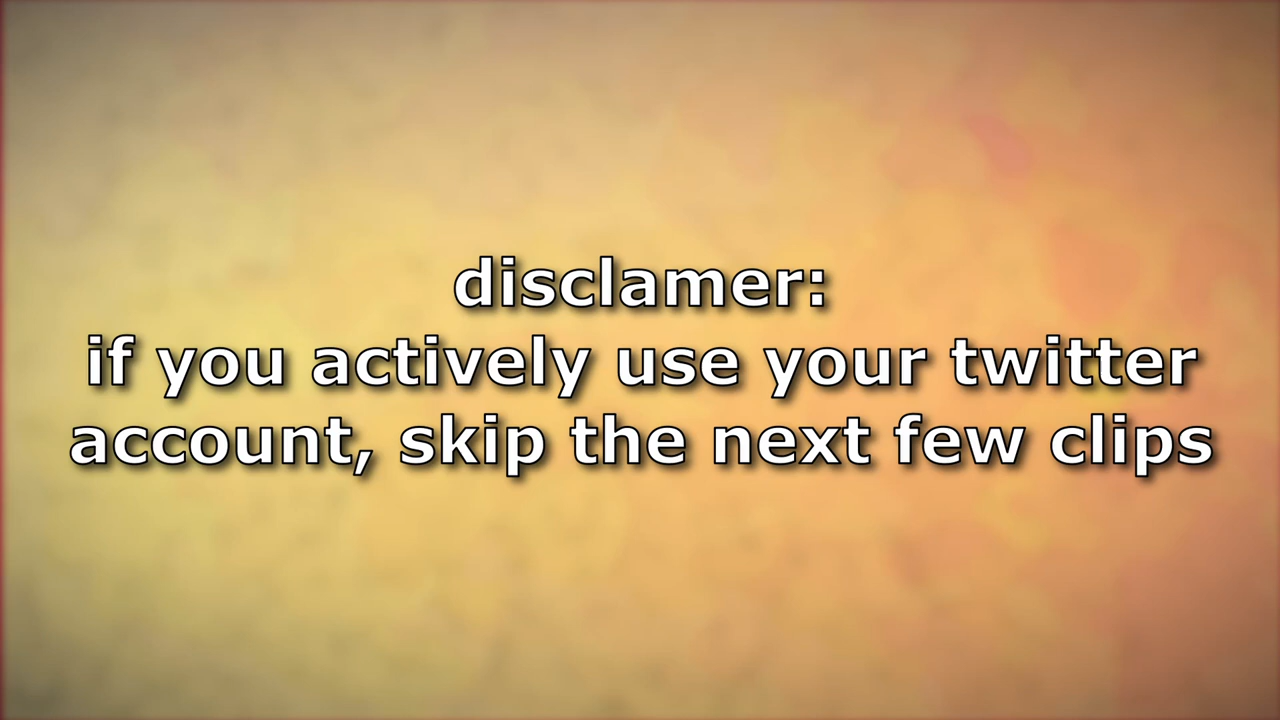 disclamer:
if you actively use your twitter
account, skip the next few clips